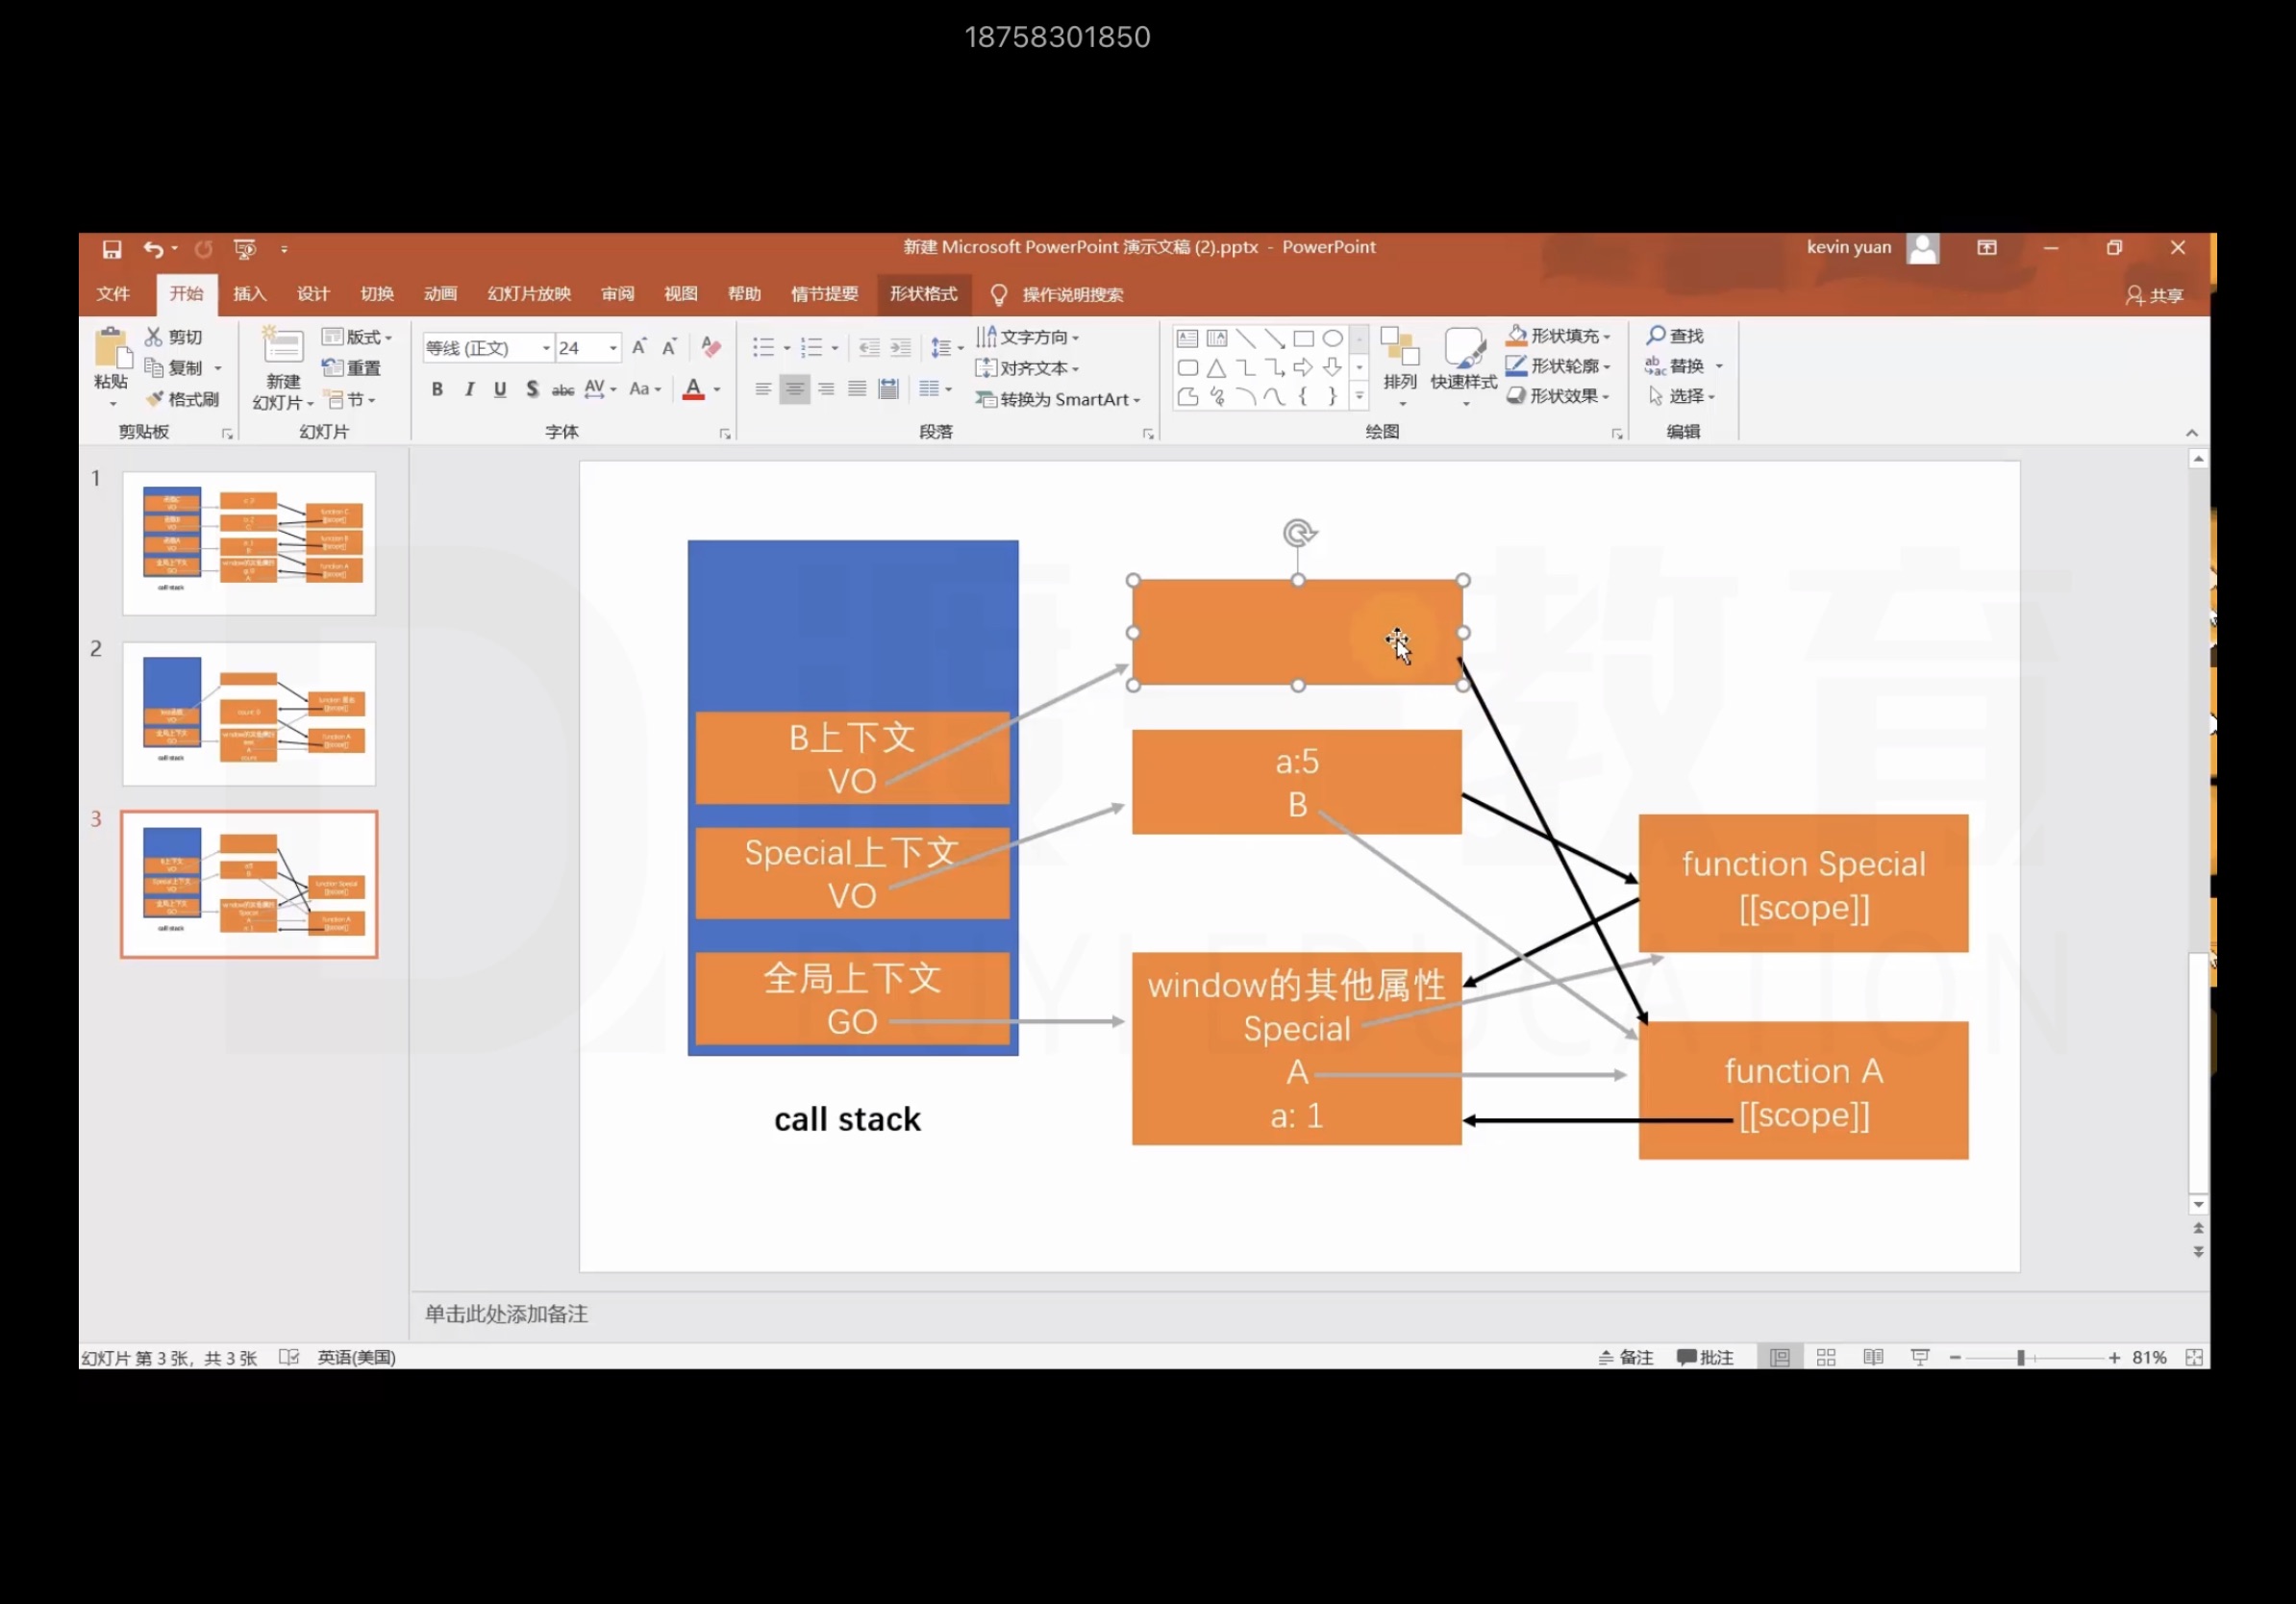 18758301850
新建 Microsoft PowerPoint 演示文稿 (2).pptx - PowerPoint
kevin yuan
文件 开始 插入 设计 切换 动画 幻灯片放映 审阅 视图 帮助 情节提要 形状格式 操作说明搜索 共享
粘贴
剪切
复制
格式刷
剪贴板
新建
幻灯片
版式
重置
节
幻灯片
等线 (正文) 24
B I U S abc AV Aa A
字体
文字方向
对齐文本
转换为 SmartArt
段落
排列
快速样式
形状填充
形状轮廓
形状效果
绘图
查找
替换
选择
编辑
1
2
3
B上下文
VO
Special上下文
VO
全局上下文
GO
call stack
a:5
B
window的其他属性
Special
A
a: 1
function Special
[[scope]]
function A
[[scope]]
教育
DUYI EDUCATION
单击此处添加备注
幻灯片 第 3 张，共 3 张 英语(美国)
备注 批注 81%